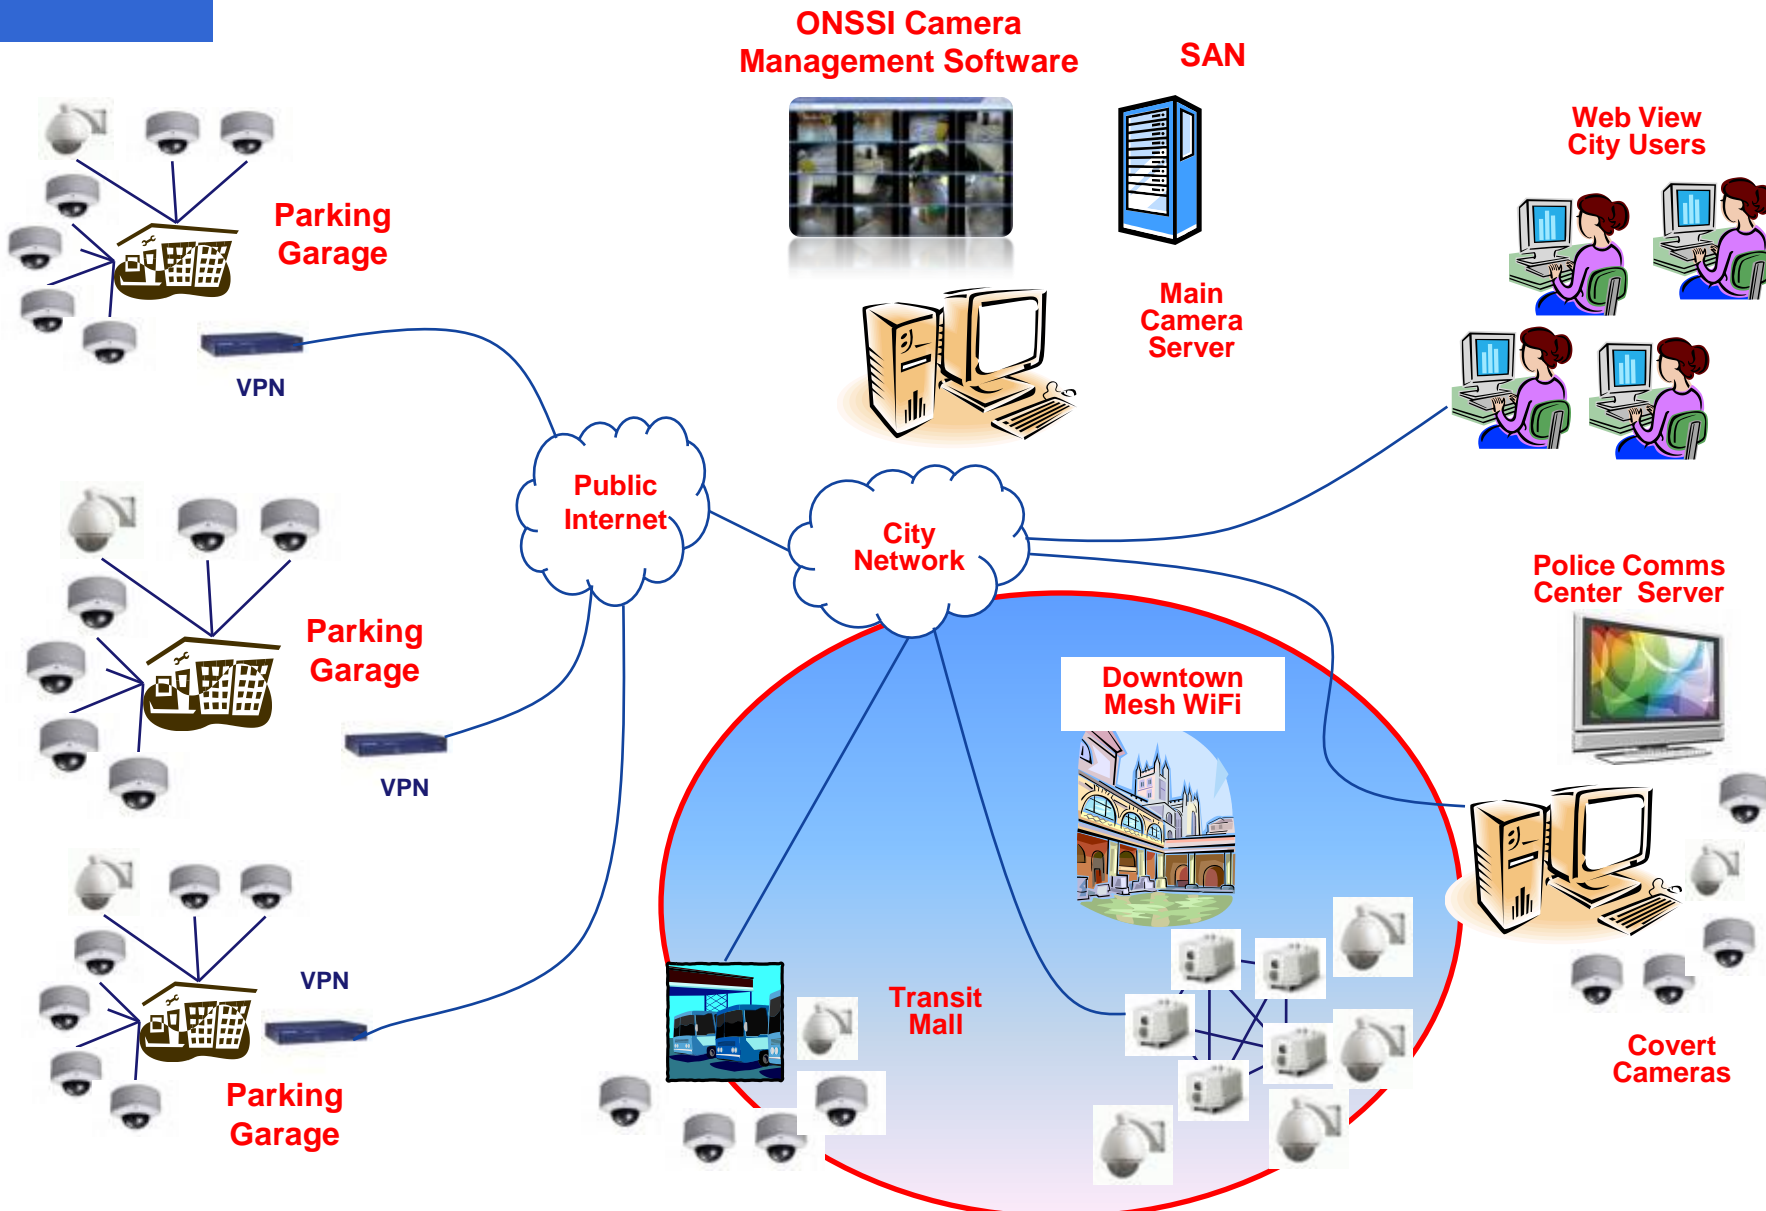 ONSSI Camera
Management Software
SAN
Web View
City Users
Parking
Garage
Main
Camera
Server
VPN
Public
Internet
City
Network
Police Comms
Center  Server
Parking
Garage
Downtown
Mesh WiFi
VPN
VPN
Transit
Mall
Covert
Cameras
Parking
Garage